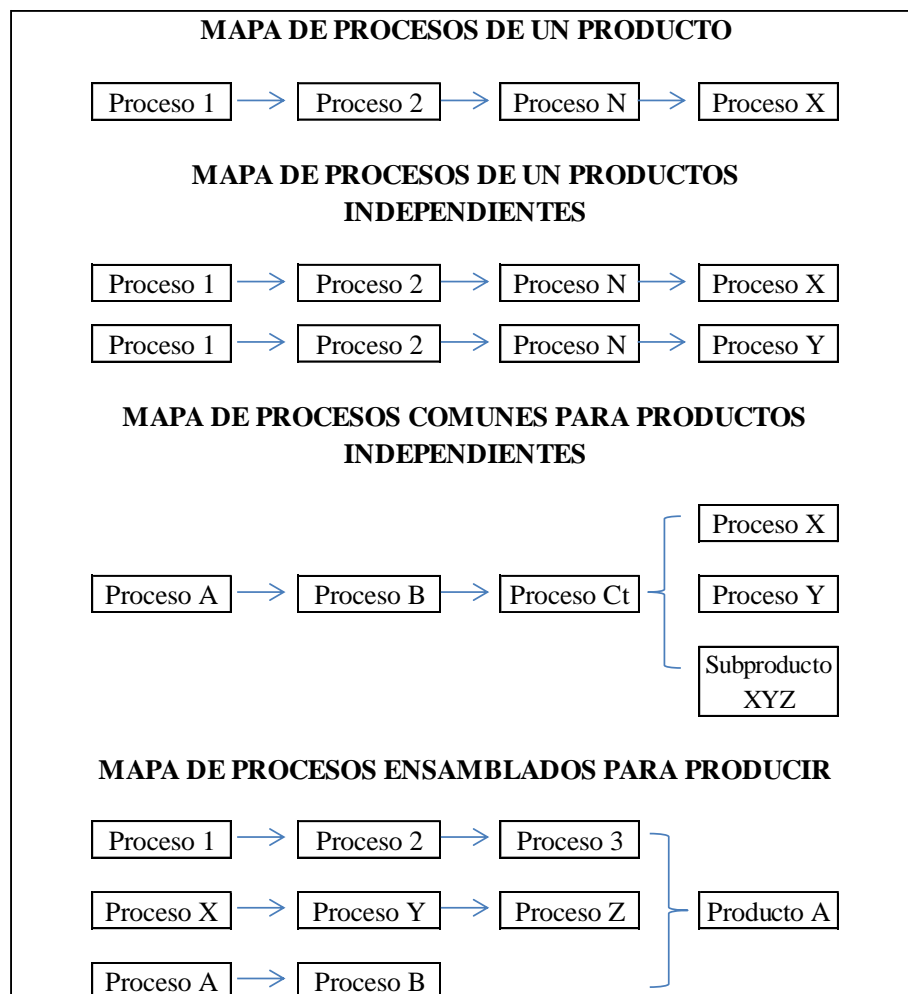 MAPA DE PROCESOS DE UN PRODUCTO
Proceso 1 Proceso 2 Proceso N Proceso X
MAPA DE PROCESOS DE UN PRODUCTOS
INDEPENDIENTES
Proceso 1 Proceso 2 Proceso N Proceso X
Proceso 1 Proceso 2 Proceso N Proceso Y
MAPA DE PROCESOS COMUNES PARA PRODUCTOS
INDEPENDIENTES
Proceso X
Proceso A Proceso B Proceso Ct Proceso Y
Subproducto
XYZ
MAPA DE PROCESOS ENSAMBLADOS PARA PRODUCIR
Proceso 1 Proceso 2 Proceso 3
Proceso X Proceso Y Proceso Z Producto A
Proceso A Proceso B